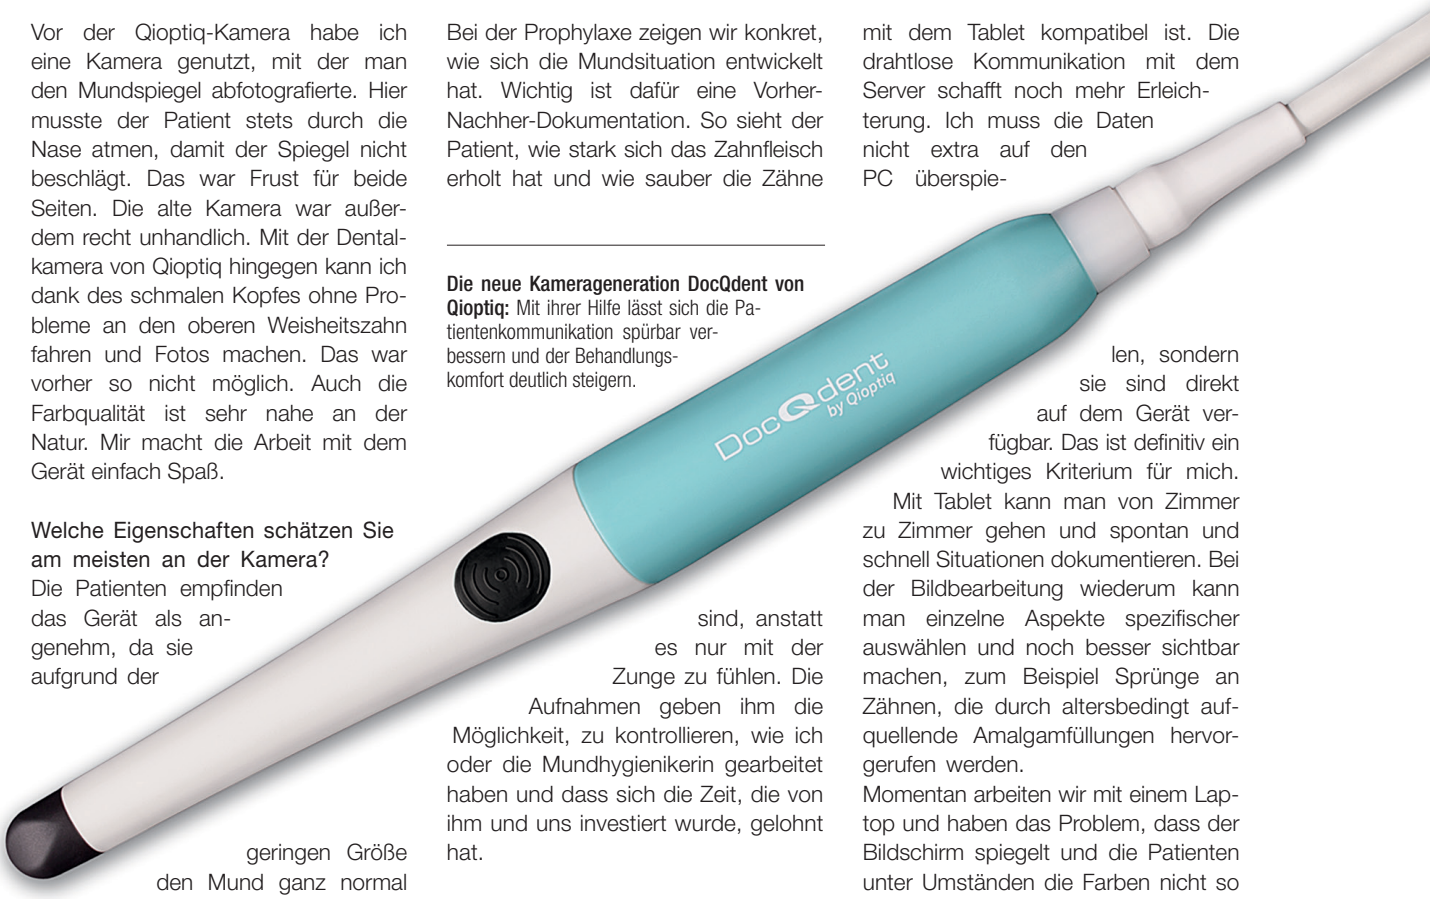 Vor der Qioptiq-Kamera habe ich
eine Kamera genutzt, mit der man
den Mundspiegel abfotografierte. Hier
musste der Patient stets durch die
Nase atmen, damit der Spiegel nicht
beschlägt. Das war Frust für beide
Seiten. Die alte Kamera war außer-
dem recht unhandlich. Mit der Dental-
kamera von Qioptiq hingegen kann ich
dank des schmalen Kopfes ohne Pro-
bleme an den oberen Weisheitszahn
fahren und Fotos machen. Das war
vorher so nicht möglich. Auch die
Farbqualität ist sehr nahe an der
Natur. Mir macht die Arbeit mit dem
Gerät einfach Spaß.
Welche Eigenschaften schätzen Sie
am meisten an der Kamera?
Die Patienten empfinden
das Gerät als an-
genehm, da sie
aufgrund der
geringen Größe
den Mund ganz normal
Bei der Prophylaxe zeigen wir konkret,
wie sich die Mundsituation entwickelt
hat. Wichtig ist dafür eine Vorher-
Nachher-Dokumentation. So sieht der
Patient, wie stark sich das Zahnfleisch
erholt hat und wie sauber die Zähne
Die neue Kamerageneration DocQdent von
Qioptiq: Mit ihrer Hilfe lässt sich die Pa-
tientenkommunikation spürbar ver-
bessern und der Behandlungs-
komfort deutlich steigern.
DocQdent
by Qioptiq
sind, anstatt
es nur mit der
Zunge zu fühlen. Die
Aufnahmen geben ihm die
Möglichkeit, zu kontrollieren, wie ich
oder die Mundhygienikerin gearbeitet
haben und dass sich die Zeit, die von
ihm und uns investiert wurde, gelohnt
hat.
mit dem Tablet kompatibel ist. Die
drahtlose Kommunikation mit dem
Server schafft noch mehr Erleich-
terung. Ich muss die Daten
nicht extra auf den
PC überspie-
len, sondern
sie sind direkt
auf dem Gerät ver-
fügbar. Das ist definitiv ein
wichtiges Kriterium für mich.
Mit Tablet kann man von Zimmer
zu Zimmer gehen und spontan und
schnell Situationen dokumentieren. Bei
der Bildbearbeitung wiederum kann
man einzelne Aspekte spezifischer
auswählen und noch besser sichtbar
machen, zum Beispiel Sprünge an
Zähnen, die durch altersbedingt auf-
quellende Amalgamfüllungen hervor-
gerufen werden.
Momentan arbeiten wir mit einem Lap-
top und haben das Problem, dass der
Bildschirm spiegelt und die Patienten
unter Umständen die Farben nicht so